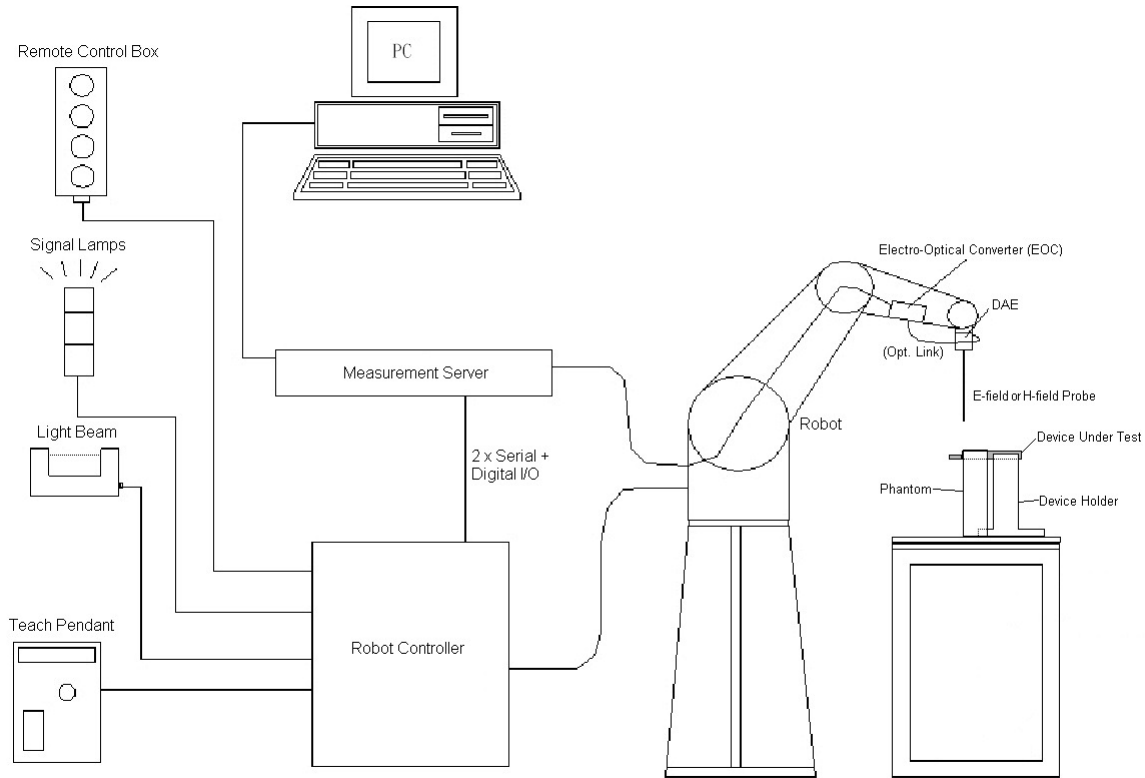 Remote Control Box
PC
Signal Lamps
Electro-Optical Converter (EOC)
DAE
(Opt. Link)
Measurement Server
E-field or H-field Probe
Light Beam
Robot
2 x Serial +
Digital I/O
Device Under Test
Phantom
Device Holder
Teach Pendant
Robot Controller